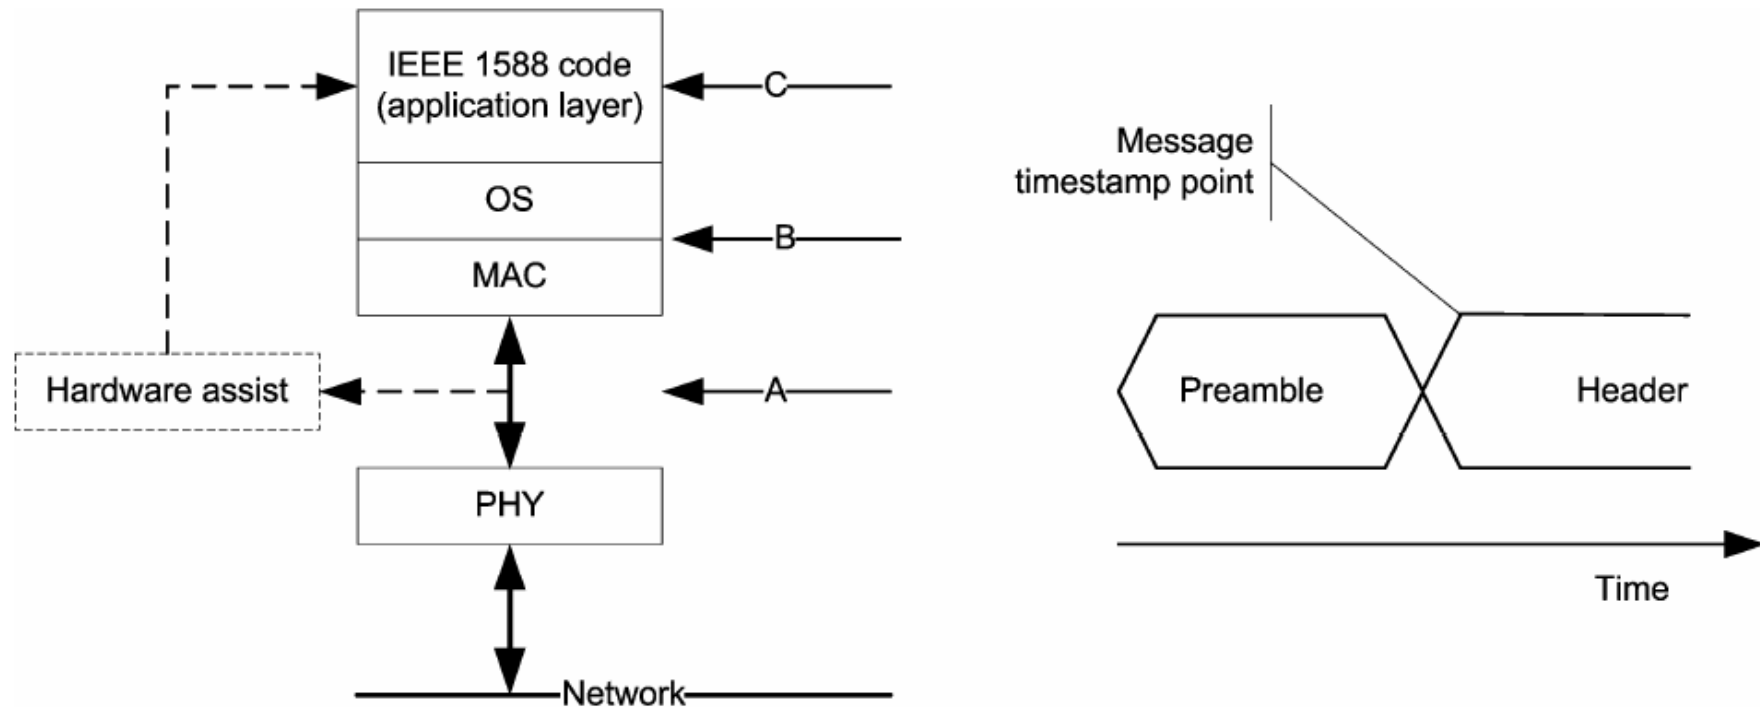 IEEE 1588 code
(application layer)
C
OS
B
MAC
Hardware assist
A
PHY
Network
Message
timestamp point
Preamble
Header
Time